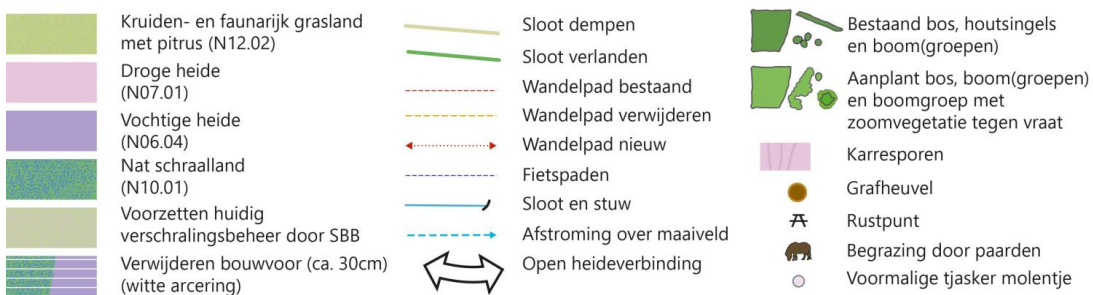 Kruiden- en faunarijk grasland
met pitrus (N12.02)
Droge heide
(N07.01)
Vochtige heide
(N06.04)
Nat schraalland
(N10.01)
Voorzetten huidig
verschralingsbeheer door SBB
Verwijderen bouwvoor (ca. 30cm)
(witte arcering)
Sloot dempen
Sloot verlanden
Wandelpad bestaand
Wandelpad verwijderen
Wandelpad nieuw
Fietspaden
Sloot en stuw
Afstroming over maaiveld
Open heideverbinding
Bestaand bos, houtsingels
en boom(groepen)
Aanplant bos, boom(groepen)
en boomgroep met
zoomvegetatie tegen vraat
Karresporen
Grafheuvel
Rustpunt
Begrazing door paarden
Voormalige tjasker molentje